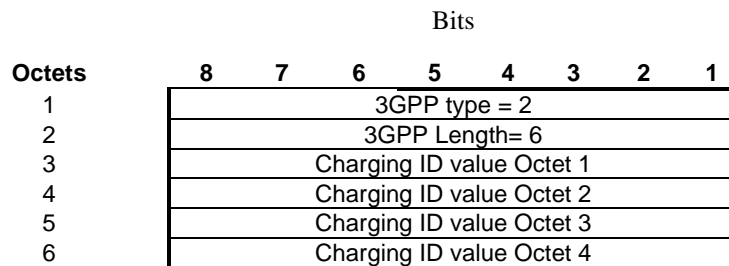 Bits
Octets 8 7 6 5 4 3 2 1
1 3GPP type = 2
2 3GPP Length= 6
3 Charging ID value Octet 1
4 Charging ID value Octet 2
5 Charging ID value Octet 3
6 Charging ID value Octet 4